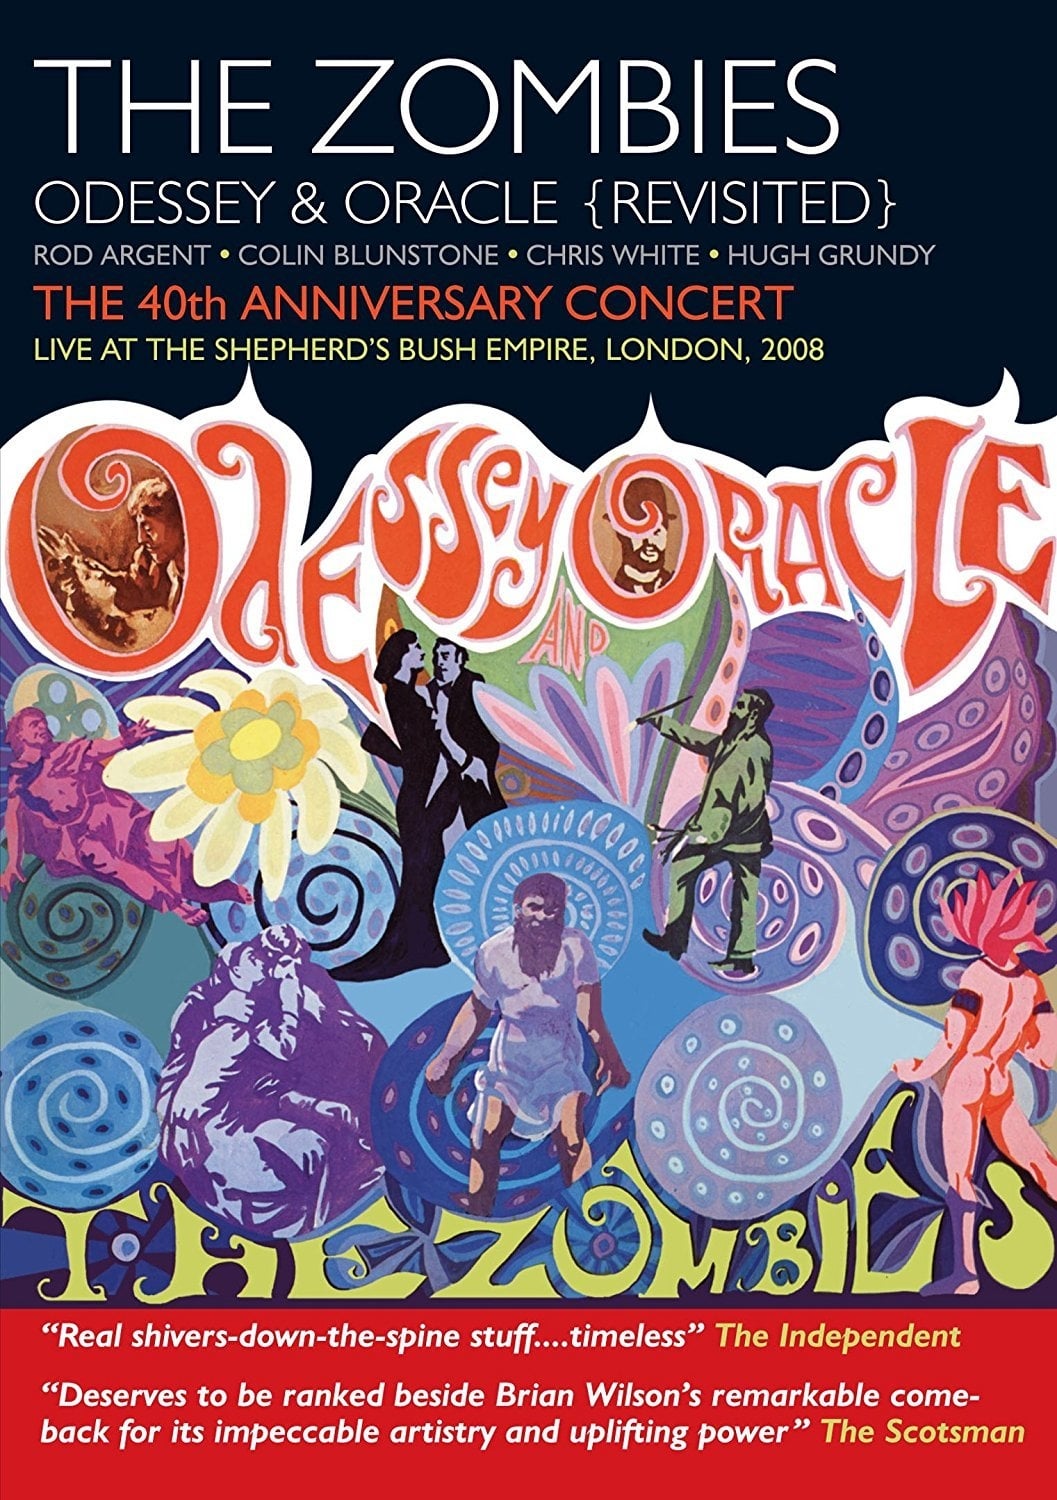 THE ZOMBIES
ODESSEY & ORACLE {REVISITED}
ROD ARGENT • COLIN BLUNSTONE • CHRIS WHITE • HUGH GRUNDY
THE 40th ANNIVERSARY CONCERT
LIVE AT THE SHEPHERD'S BUSH EMPIRE, LONDON, 2008
OdEssey AND ORACLE
THE ZOMBiES
“Real shivers-down-the-spine stuff....timeless” The Independent
“Deserves to be ranked beside Brian Wilson's remarkable come-
back for its impeccable artistry and uplifting power” The Scotsman